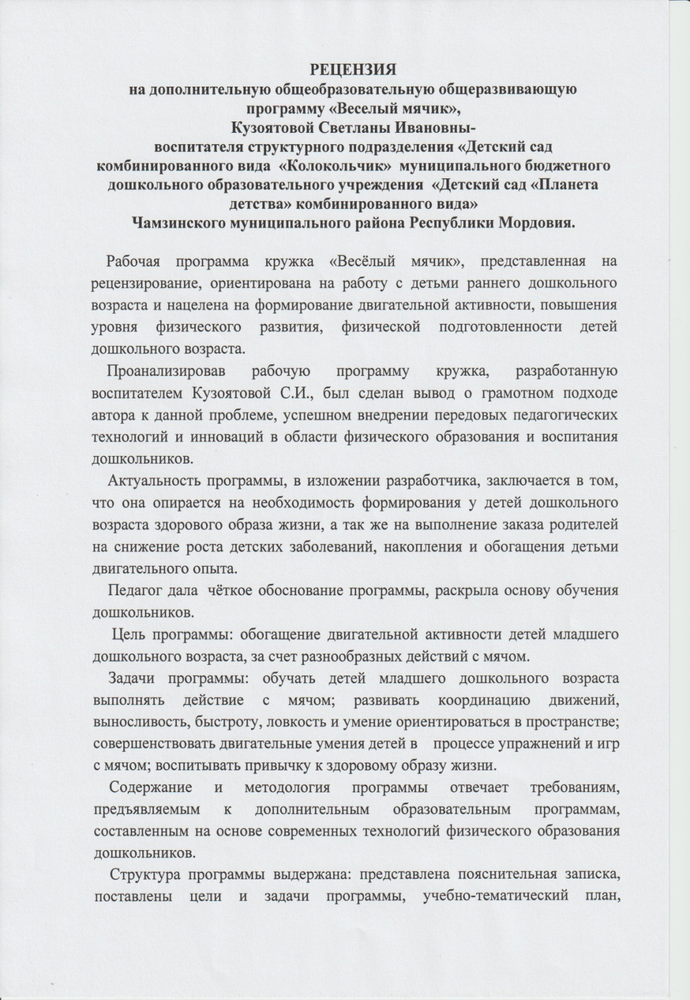 РЕЦЕНЗИЯ
на дополнительную общеобразовательную общеразвивающую
программу «Веселый мячик»,
Кузоятовой Светланы Ивановны-
воспитателя структурного подразделения «Детский сад
комбинированного вида «Колокольчик» муниципального бюджетного
дошкольного образовательного учреждения «Детский сад «Планета
детства» комбинированного вида»
Чамзинского муниципального района Республики Мордовия.
Рабочая программа кружка «Весёлый мячик», представленная на
рецензирование, ориентирована на работу с детьми раннего дошкольного
возраста и нацелена на формирование двигательной активности, повышения
уровня физического развития, физической подготовленности детей
дошкольного возраста.
Проанализировав рабочую программу кружка, разработанную
воспитателем Кузоятовой С.И., был сделан вывод о грамотном подходе
автора к данной проблеме, успешном внедрении передовых педагогических
технологий и инноваций в области физического образования и воспитания
дошкольников.
Актуальность программы, в изложении разработчика, заключается в том,
что она опирается на необходимость формирования у детей дошкольного
возраста здорового образа жизни, а так же на выполнение заказа родителей
на снижение роста детских заболеваний, накопления и обогащения детьми
двигательного опыта.
Педагог дала чёткое обоснование программы, раскрыла основу обучения
дошкольников.
Цель программы: обогащение двигательной активности детей младшего
дошкольного возраста, за счет разнообразных действий с мячом.
Задачи программы: обучать детей младшего дошкольного возраста
выполнять действие с мячом; развивать координацию движений,
выносливость, быстроту, ловкость и умение ориентироваться в пространстве;
совершенствовать двигательные умения детей в процессе упражнений и игр
с мячом; воспитывать привычку к здоровому образу жизни.
Содержание и методология программы отвечает требованиям,
предъявляемым к дополнительным образовательным программам,
составленным на основе современных технологий физического образования
дошкольников.
Структура программы выдержана: представлена пояснительная записка,
поставлены цели и задачи программы, учебно-тематический план,